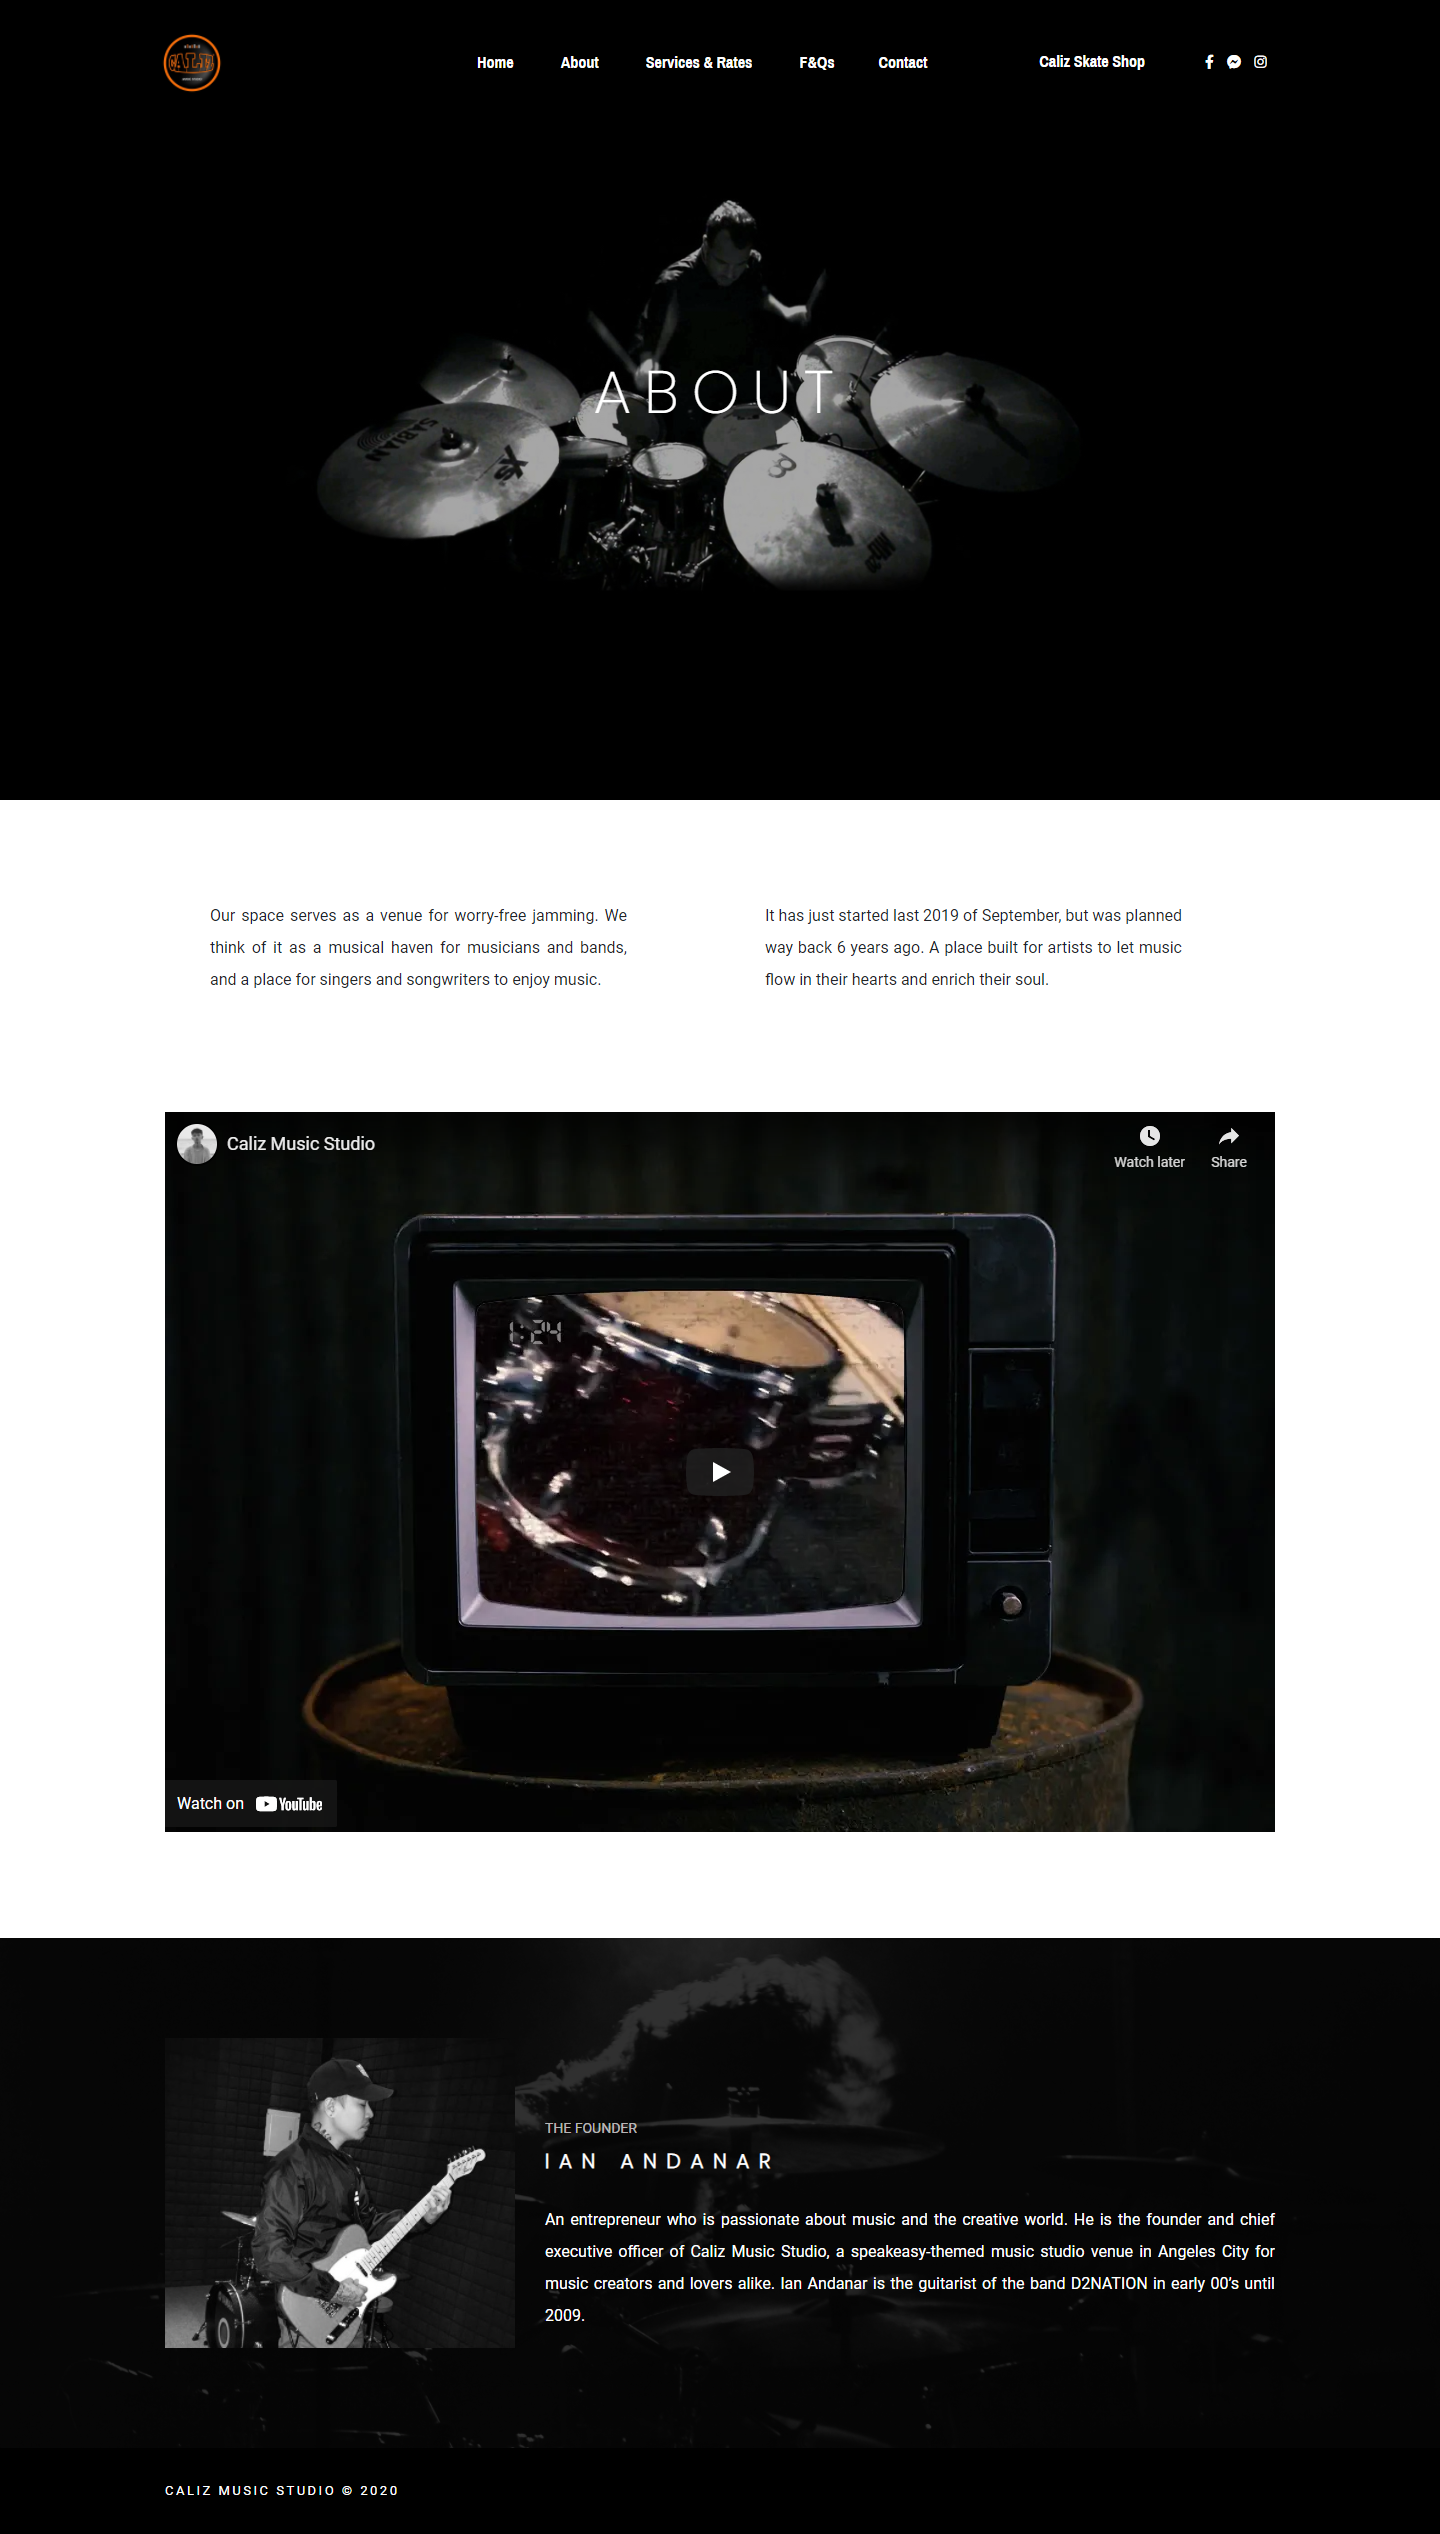 CALIZ
Home
About
Services & Rates
F&Qs
Contact
Caliz Skate Shop
ABOUT
SABIAN
XS
Our space serves as a venue for worry-free jamming. We
think of it as a musical haven for musicians and bands,
and a place for singers and songwriters to enjoy music.
It has just started last 2019 of September, but was planned
way back 6 years ago. A place built for artists to let music
flow in their hearts and enrich their soul.
Caliz Music Studio
Watch later
Share
1:24
Watch on YouTube
THE FOUNDER
IAN ANDANAR
An entrepreneur who is passionate about music and the creative world. He is the founder and chief
executive officer of Caliz Music Studio, a speakeasy-themed music studio venue in Angeles City for
music creators and lovers alike. Ian Andanar is the guitarist of the band D2NATION in early 00’s until
2009.
CALIZ MUSIC STUDIO © 2020